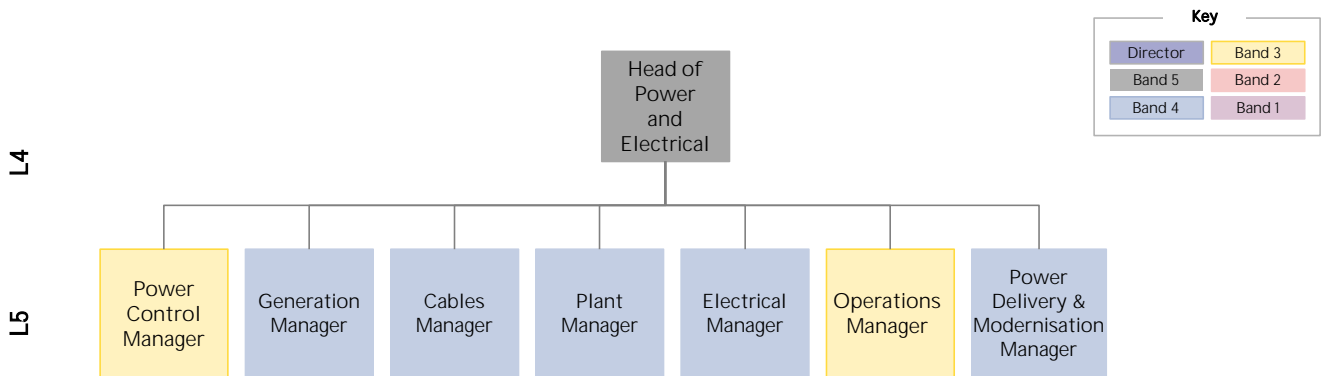 Key
Director
Band 3
Band 5
Band 2
Band 4
Band 1
Head of
Power
and
Electrical
L4
Power
Control
Manager
Generation
Manager
Cables
Manager
Plant
Manager
Electrical
Manager
Operations
Manager
Power
Delivery &
Modernisation
Manager
L5